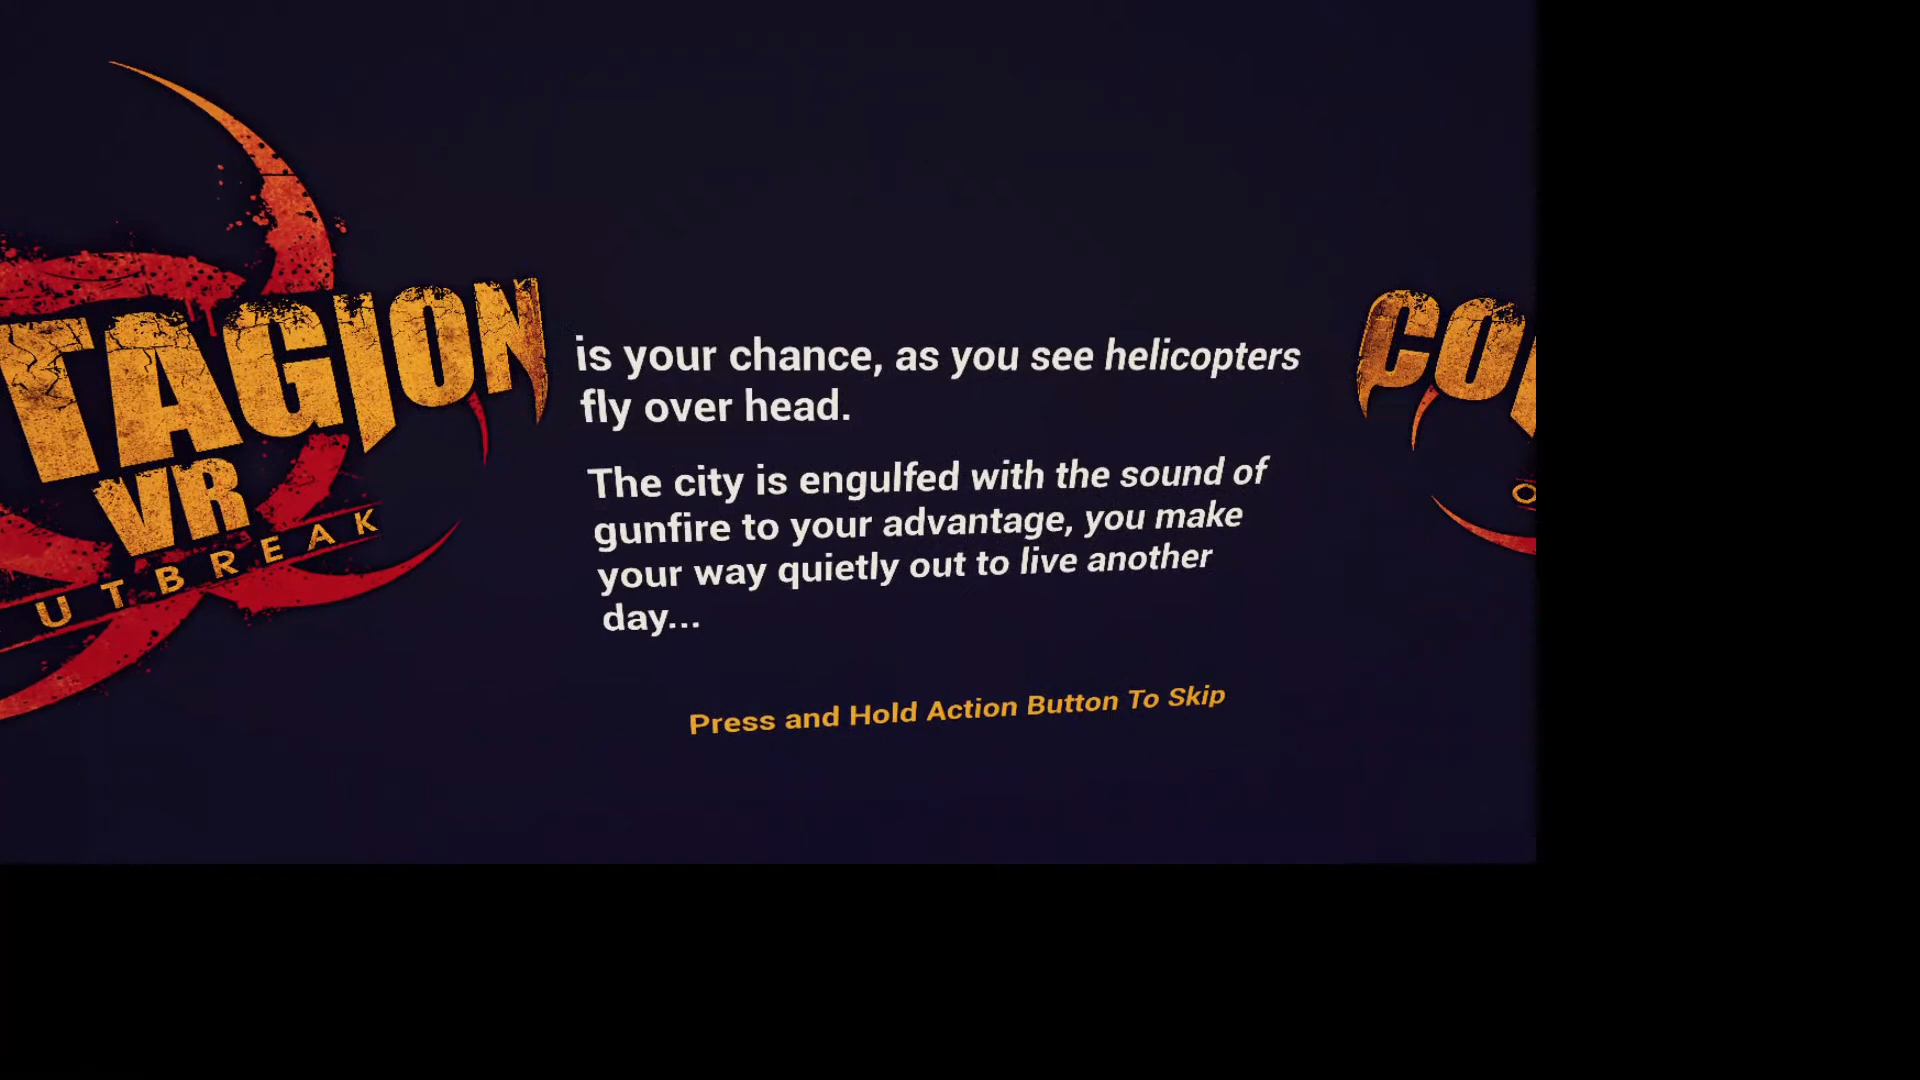 TAGION
VR
UTBREAK
is your chance, as you see helicopters
fly over head.
The city is engulfed with the sound of
gunfire to your advantage, you make
your way quietly out to live another
day...
Press and Hold Action Button To Skip
CO
O